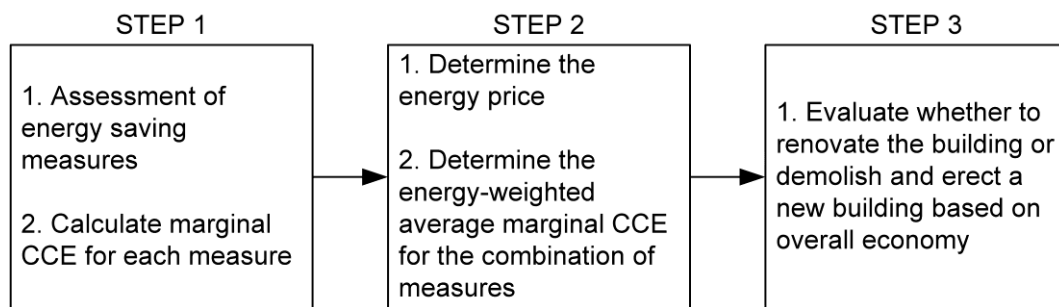 STEP 1
1. Assessment of
energy saving
measures
2. Calculate marginal
CCE for each measure
STEP 2
1. Determine the
energy price
2. Determine the
energy-weighted
average marginal CCE
for the combination of
measures
STEP 3
1. Evaluate whether to
renovate the building or
demolish and erect a
new building based on
overall economy